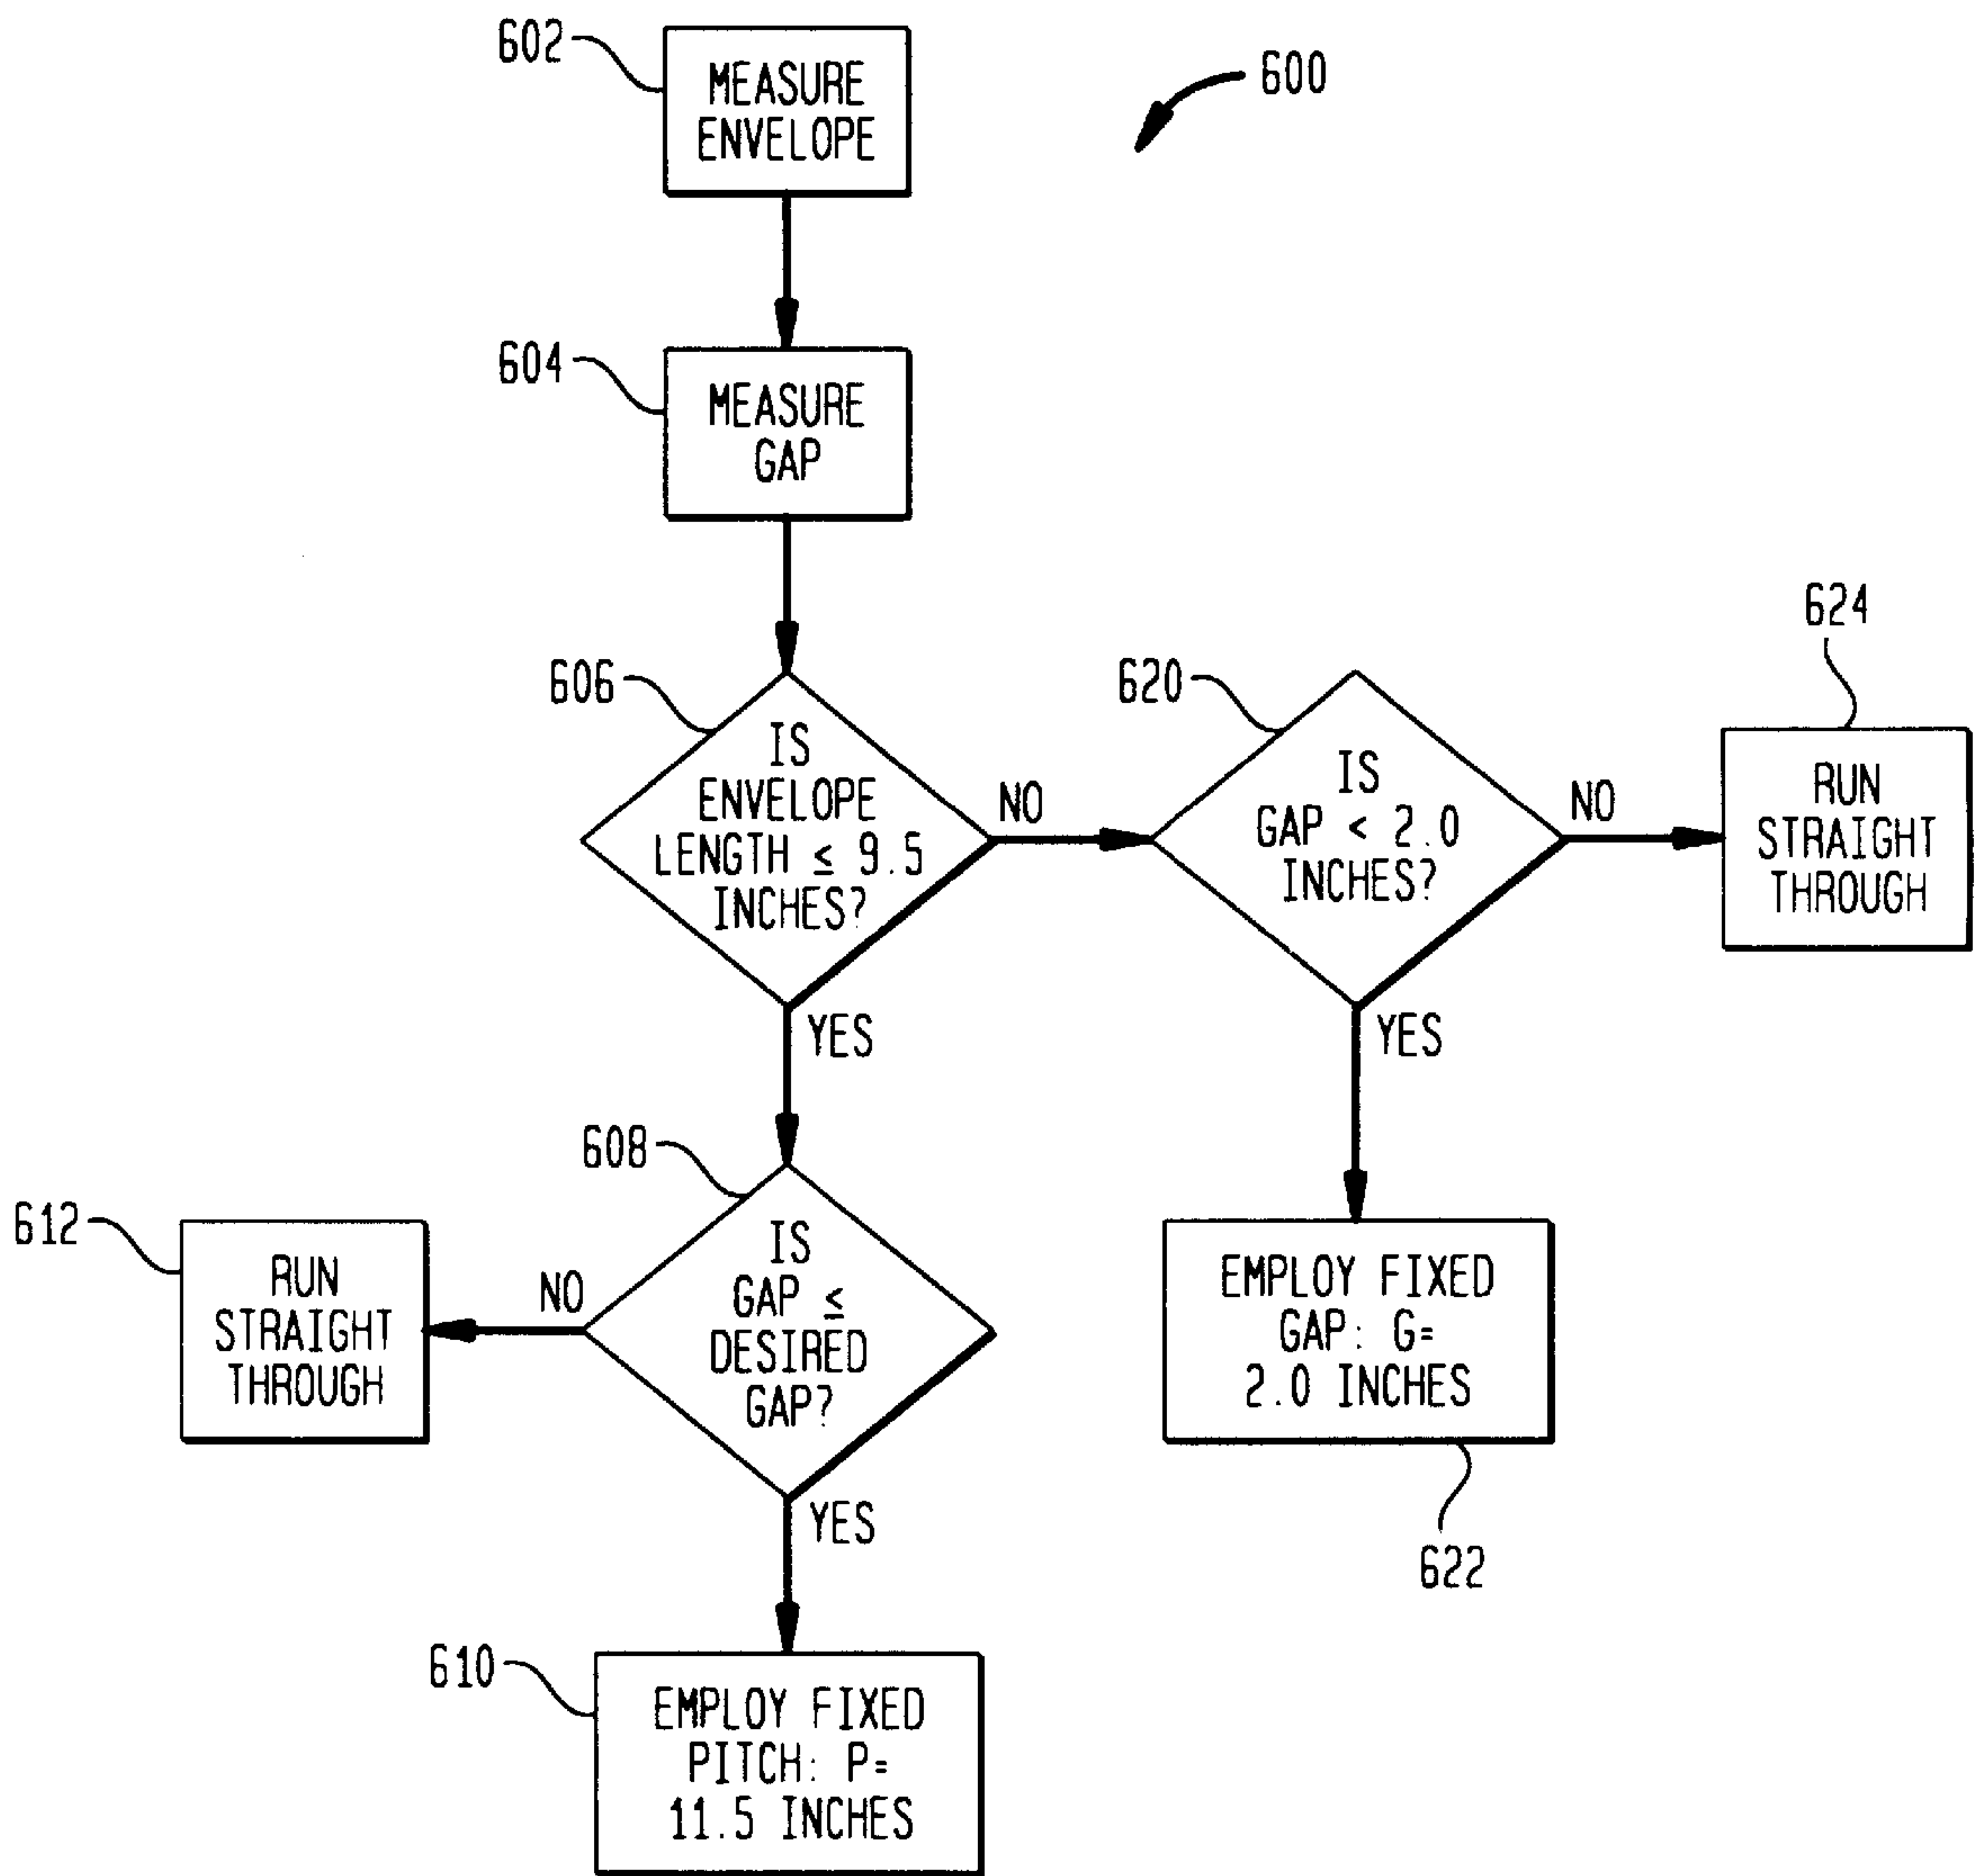 602
MEASURE
ENVELOPE
600
604
MEASURE
GAP
606
IS
ENVELOPE
LENGTH ≤ 9.5
INCHES?
NO
YES
620
IS
GAP < 2.0
INCHES?
NO
YES
624
RUN
STRAIGHT
THROUGH
608
IS
GAP ≤
DESIRED
GAP?
NO
YES
612
RUN
STRAIGHT
THROUGH
EMPLOY FIXED
GAP: G=
2.0 INCHES
622
610
EMPLOY FIXED
PITCH: P=
11.5 INCHES